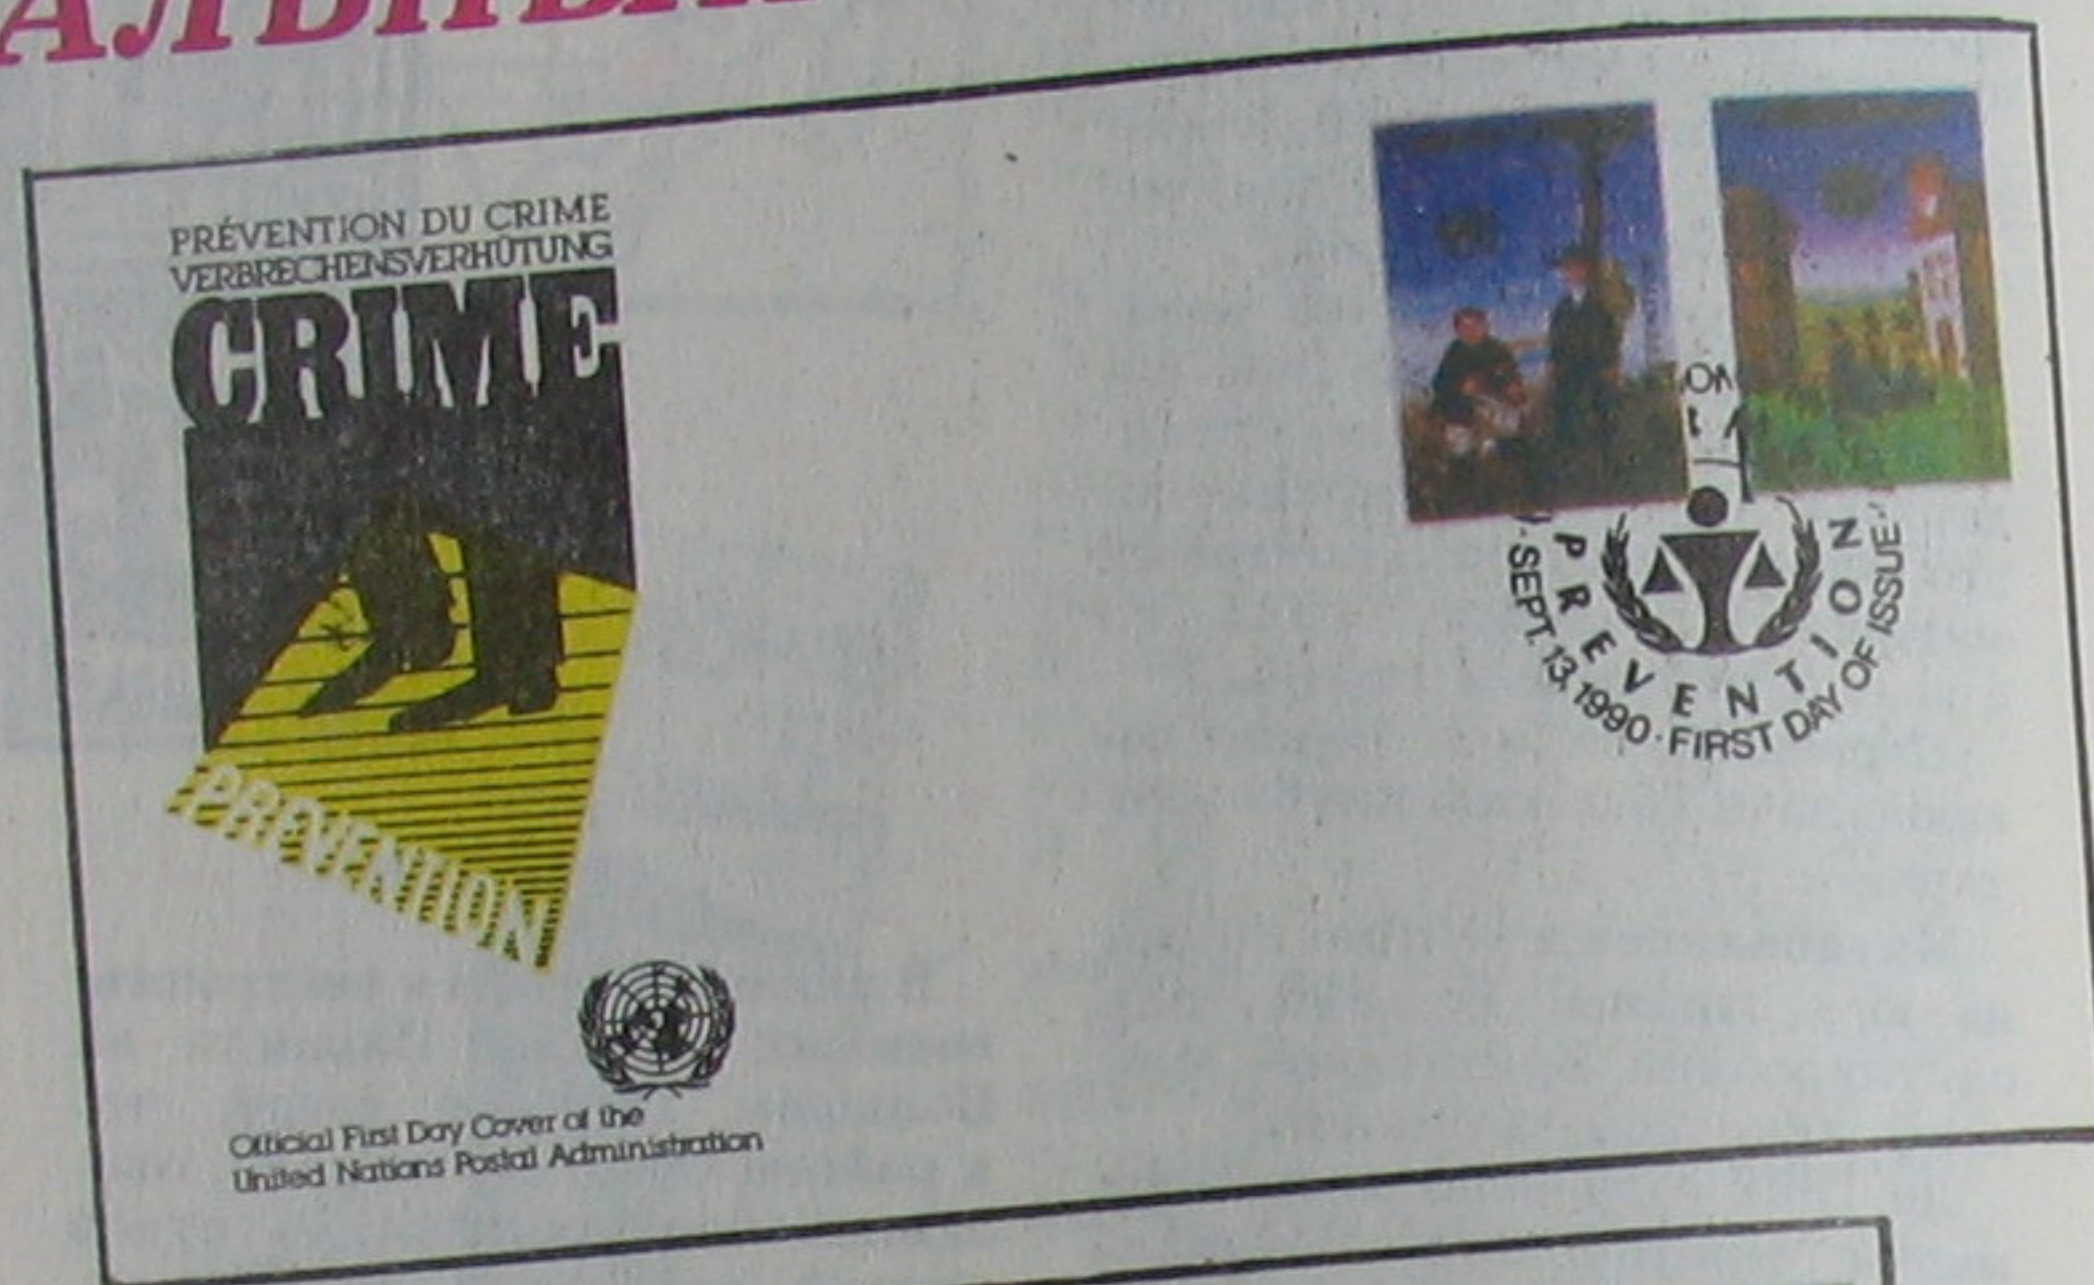 PRÉVENTION DU CRIME
VERBRECHENSVERHÜTUNG
CRIME
PREVENTION
Official First Day Cover of the
United Nations Postal Administration
PREVENTION
SEPT. 13, 1990 · FIRST DAY OF ISSUE